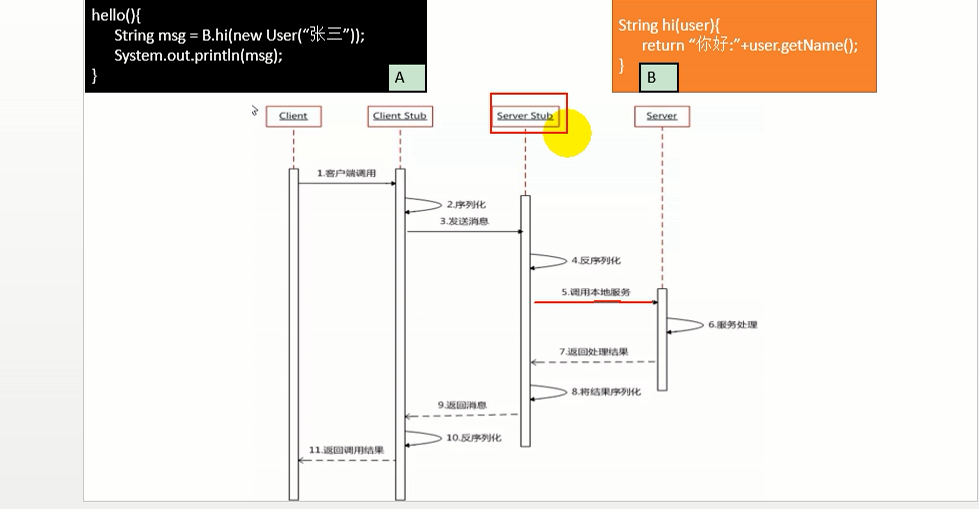 hello(){
String msg = B.hi(new User(“张三”));
System.out.println(msg);
}
A
String hi(user){
return “你好:”+user.getName();
}
B
Client
Client Stub
Server Stub
Server
1.客户端调用
2.序列化
3.发送消息
4.反序列化
5.调用本地服务
6.服务处理
7.返回处理结果
8.将结果序列化
9.返回消息
10.反序列化
11.返回调用结果